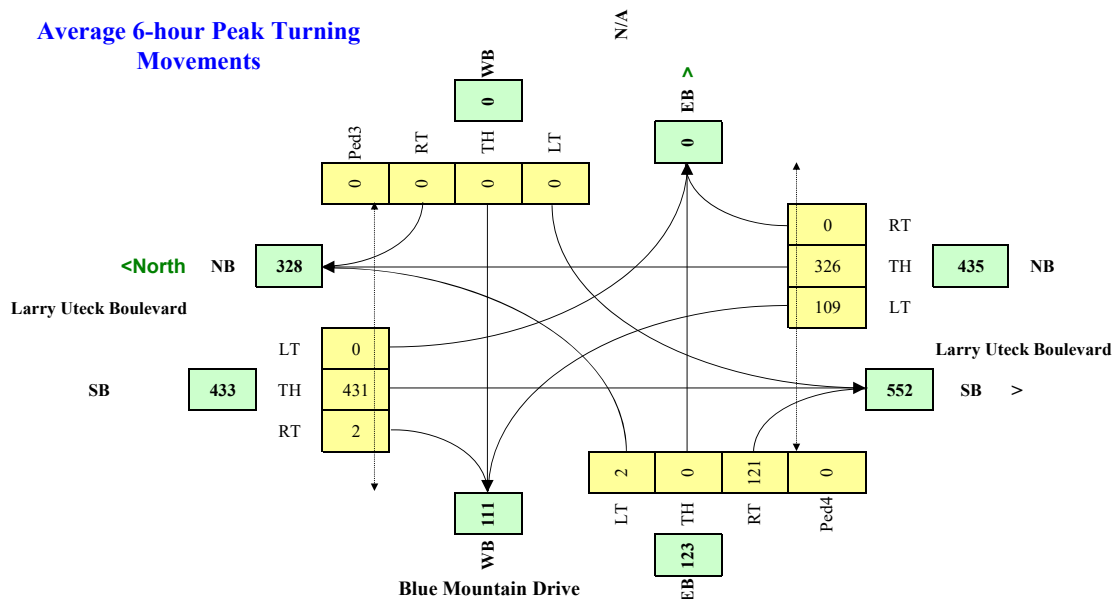 Average 6-hour Peak Turning
Movements
N/A
WB
0
EB
^
0
Ped3
RT
TH
LT
0
0
0
0
0
RT
326
TH
109
LT
435
NB
<North
NB
328
Larry Uteck Boulevard
Larry Uteck Boulevard
LT
0
SB
433
TH
431
RT
2
552
SB
>
2
0
121
0
LT
TH
RT
Ped4
WB
111
EB
123
Blue Mountain Drive